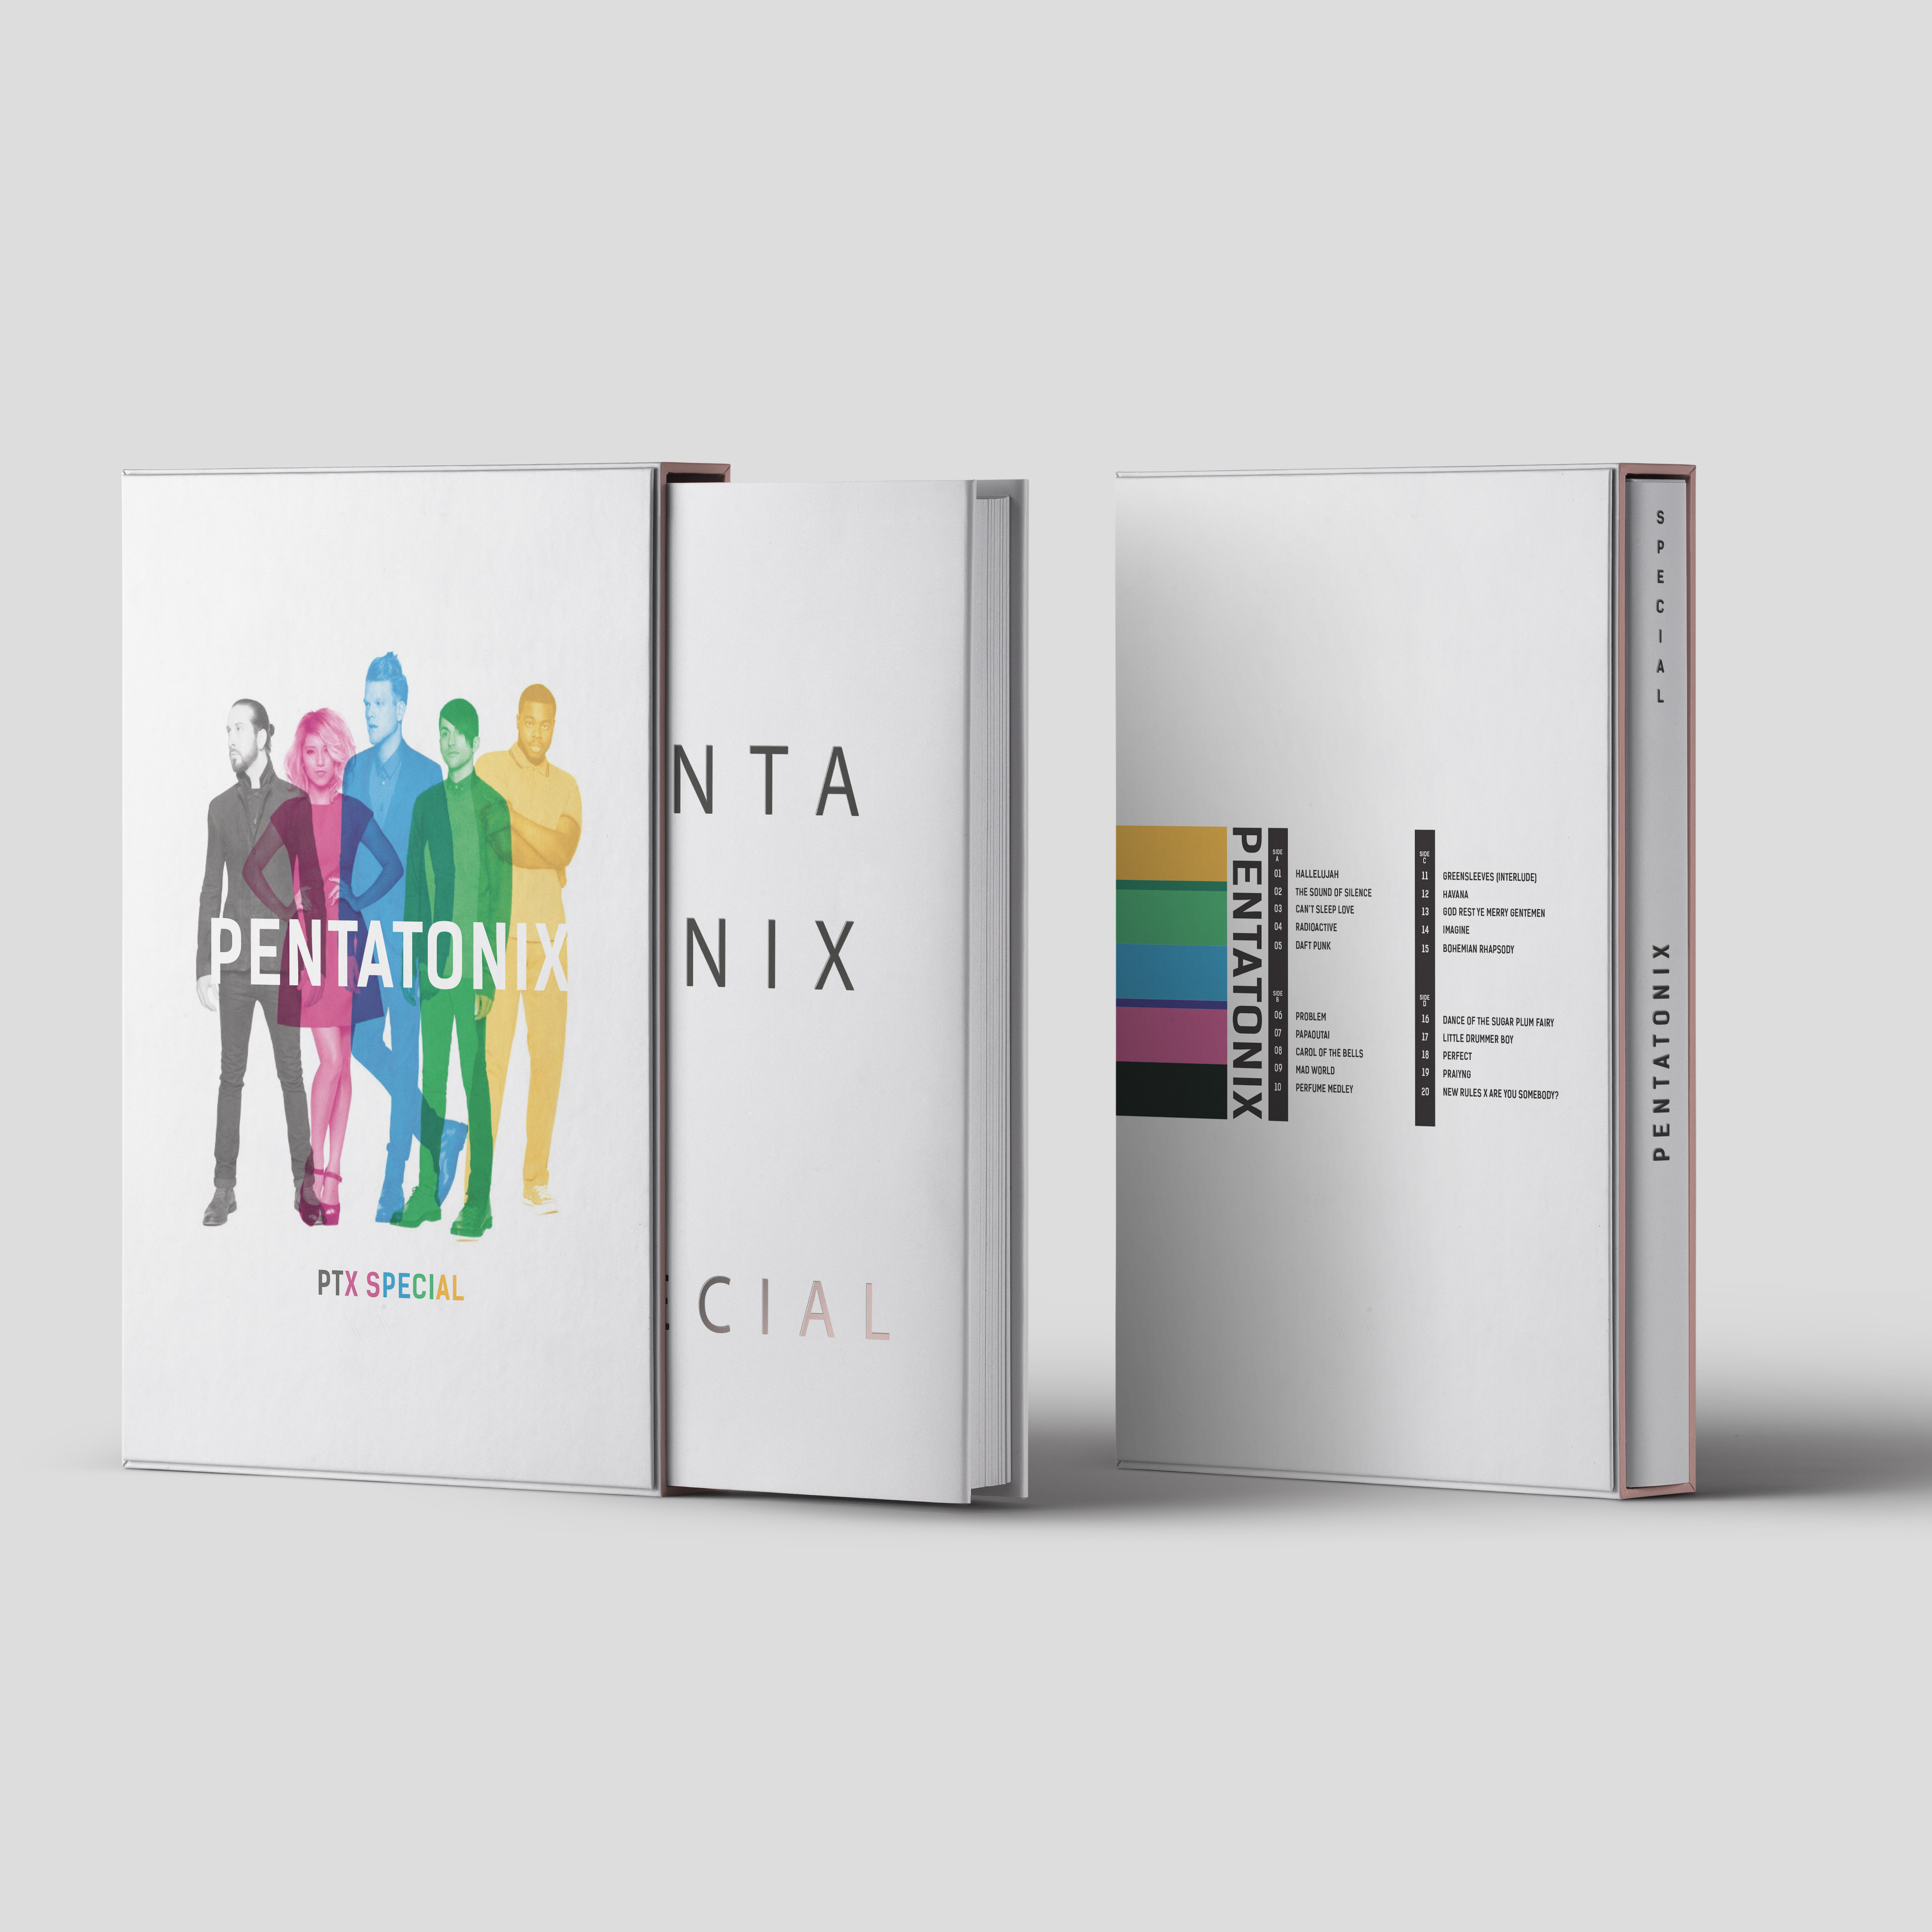 PENTATONIX
PTX SPECIAL
NTA
NIX
ECIAL
PENTATONIX
SIDE A
01 HALLELUJAH
02 THE SOUND OF SILENCE
03 CAN'T SLEEP LOVE
04 RADIOACTIVE
05 DAFT PUNK
SIDE B
06 PROBLEM
07 PAPAOUTAI
08 CAROL OF THE BELLS
09 MAD WORLD
10 PERFUME MEDLEY
SIDE C
11 GREENSLEEVES (INTERLUDE)
12 HAVANA
13 GOD REST YE MERRY GENTEMEN
14 IMAGINE
15 BOHEMIAN RHAPSODY
SIDE D
16 DANCE OF THE SUGAR PLUM FAIRY
17 LITTLE DRUMMER BOY
18 PERFECT
19 PRAIYNG
20 NEW RULES X ARE YOU SOMEBODY?
SPECIAL
PENTATONIX